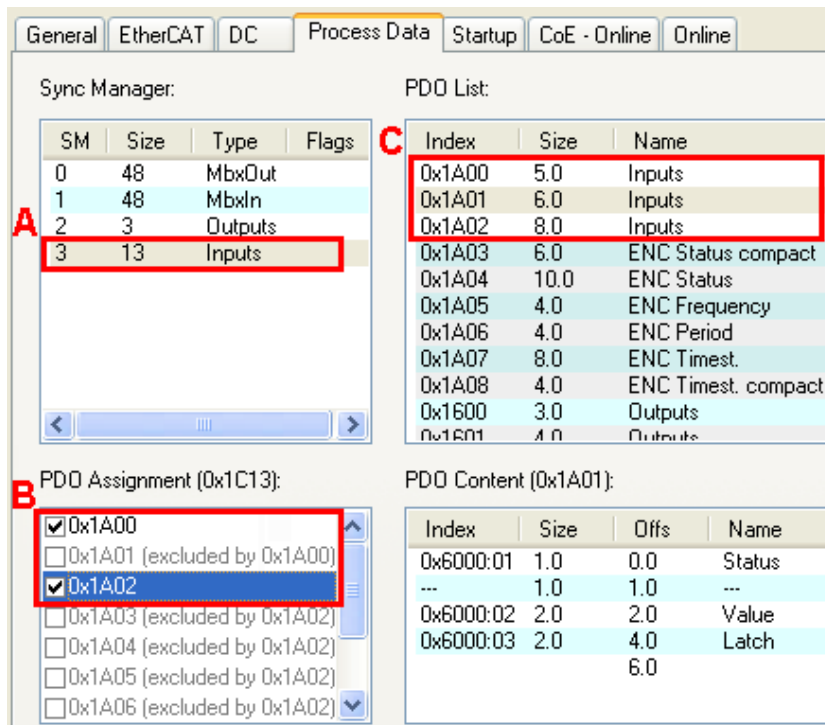 General EtherCAT DC Process Data Startup CoE - Online Online
Sync Manager:
SM Size Type Flags
0 48 MbxOut
1 48 MbxIn
2 3 Outputs
3 13 Inputs
A
PDO List:
C
Index Size Name
0x1A00 5.0 Inputs
0x1A01 6.0 Inputs
0x1A02 8.0 Inputs
0x1A03 6.0 ENC Status compact
0x1A04 10.0 ENC Status
0x1A05 4.0 ENC Frequency
0x1A06 4.0 ENC Period
0x1A07 8.0 ENC Timest.
0x1A08 4.0 ENC Timest. compact
0x1600 3.0 Outputs
0x1601 4.0 Outputs
PDO Assignment (0x1C13):
B
0x1A00
0x1A01 (excluded by 0x1A00)
0x1A02
0x1A03 (excluded by 0x1A02)
0x1A04 (excluded by 0x1A02)
0x1A05 (excluded by 0x1A02)
0x1A06 (excluded by 0x1A02)
PDO Content (0x1A01):
Index Size Offs Name
0x6000:01 1.0 0.0 Status
--- 1.0 1.0 ---
0x6000:02 2.0 2.0 Value
0x6000:03 2.0 4.0 Latch
6.0